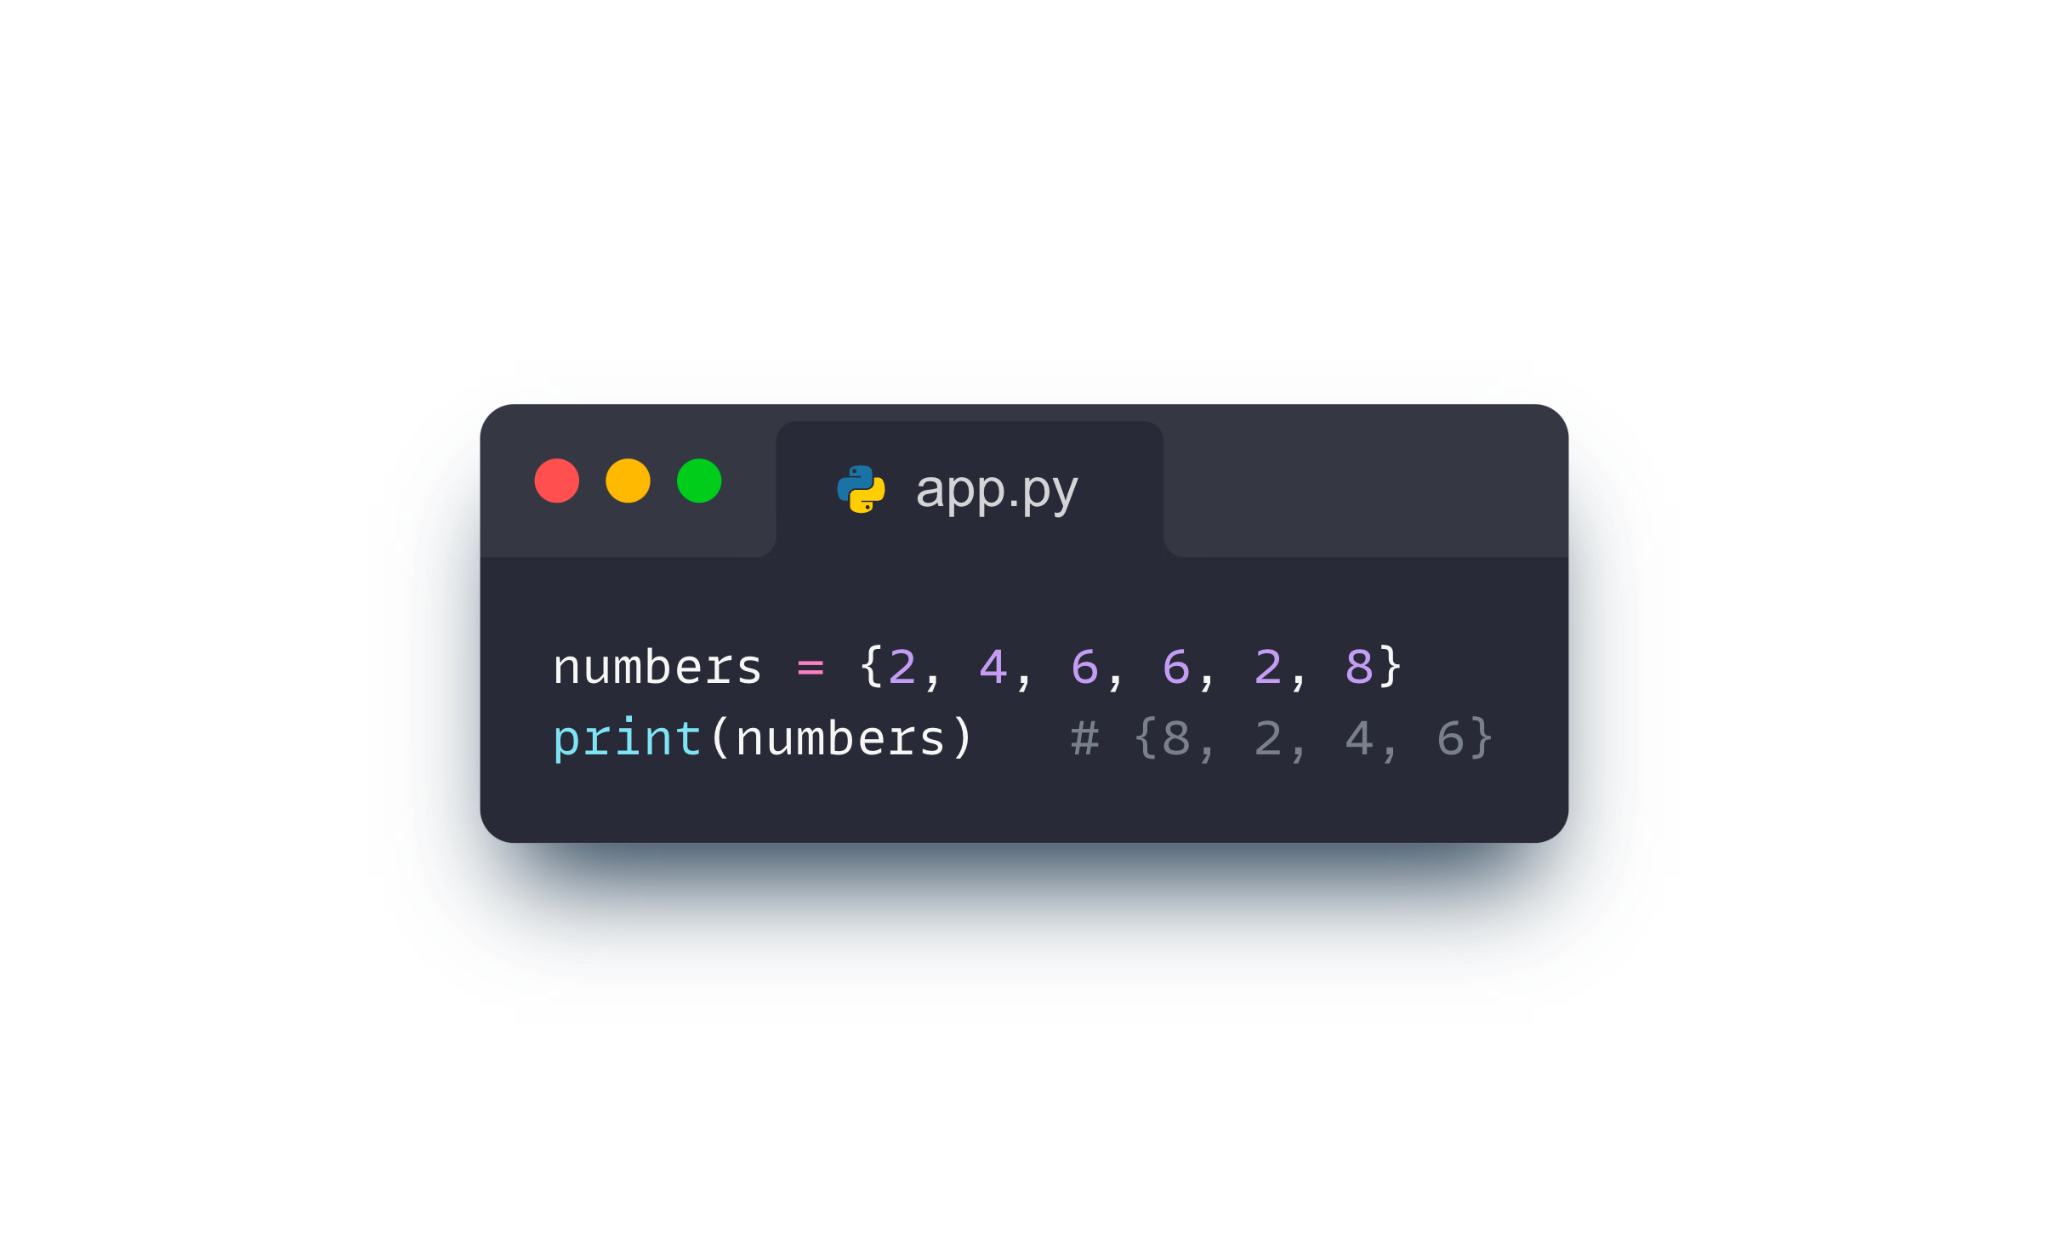 app.py
numbers = {2, 4, 6, 6, 2, 8}
print(numbers)   # {8, 2, 4, 6}